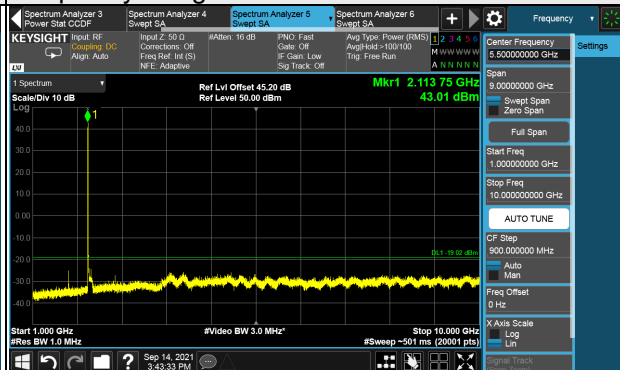 Spectrum Analyzer 3
Power Stat CCDF
Spectrum Analyzer 4
Swept SA
Spectrum Analyzer 5
Swept SA
Spectrum Analyzer 6
Swept SA
+
Frequency
KEYSIGHT
Input: RF
Coupling: DC
Align: Auto
Input Z: 50 Ω
Corrections: Off
Freq Ref: Int (S)
NFE: Adaptive
#Atten: 16 dB
PNO: Fast
Gate: Off
IF Gain: Low
Sig Track: Off
Avg Type: Power (RMS)
Avg|Hold:>100/100
Trig: Free Run
1 2 3 4 5 6
M W W W W W
A N N N N N
LXI
1 Spectrum
Scale/Div 10 dB
Log
Ref Lvl Offset 45.20 dB
Ref Level 50.00 dBm
Mkr1 2.113 75 GHz
43.01 dBm
1
40.0
30.0
20.0
10.0
0.00
-10.0
-20.0
-30.0
-40.0
DL1 -19.02 dBm
Start 1.000 GHz
#Res BW 1.0 MHz
#Video BW 3.0 MHz*
Stop 10.000 GHz
#Sweep ~501 ms (20001 pts)
Center Frequency
5.500000000 GHz
Settings
Span
9.00000000 GHz
Swept Span
Zero Span
Full Span
Start Freq
1.000000000 GHz
Stop Freq
10.000000000 GHz
AUTO TUNE
CF Step
900.000000 MHz
Auto
Man
Freq Offset
0 Hz
X Axis Scale
Log
Lin
Signal Track
?
Sep 14, 2021
3:43:33 PM